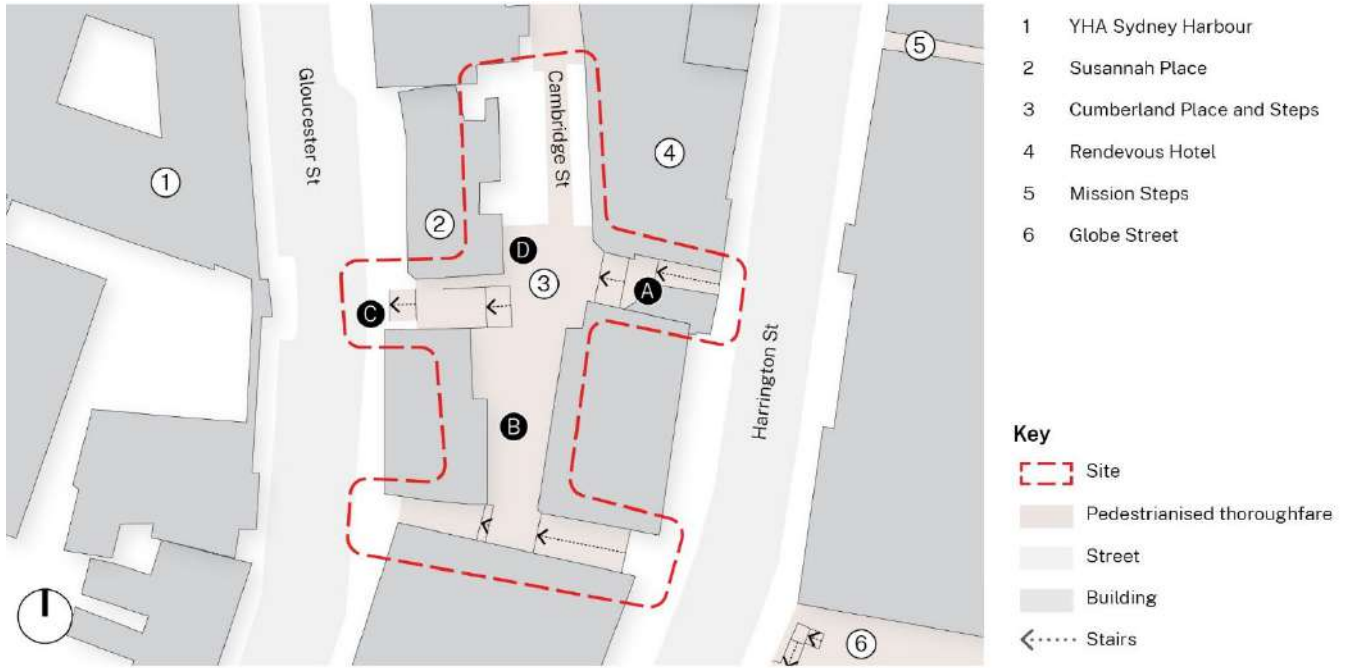 1 YHA Sydney Harbour
2 Susannah Place
3 Cumberland Place and Steps
4 Rendevous Hotel
5 Mission Steps
6 Globe Street
Key
Site
Pedestrianised thoroughfare
Street
Building
Stairs
Gloucester St
Cambridge St
Harrington St
1
2
3
4
5
6
A
B
C
D